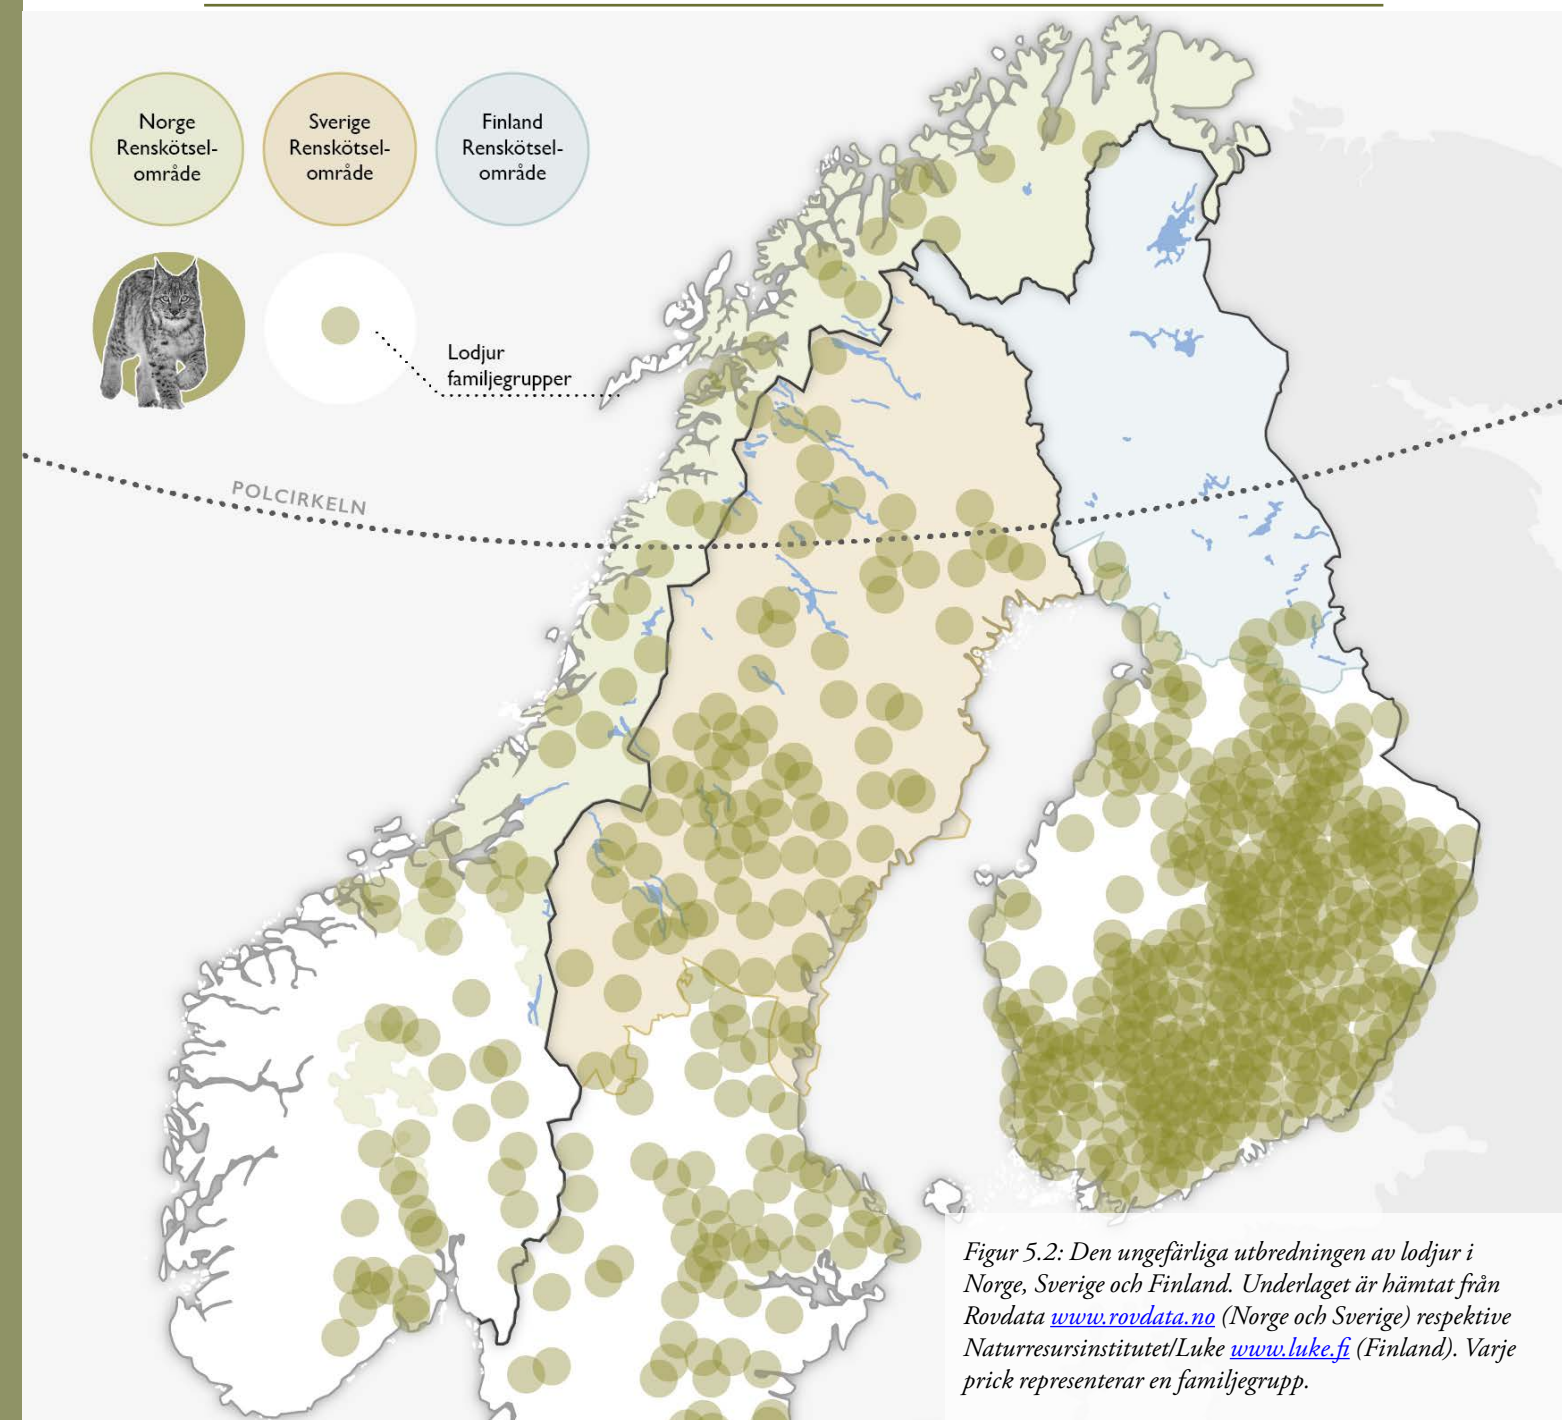 Norge
Renskötsel-
område
Sverige
Renskötsel-
område
Finland
Renskötsel-
område
Lodjur
familjegrupper
POLCIRKELN
Figur 5.2: Den ungefärliga utbredningen av lodjur i
Norge, Sverige och Finland. Underlaget är hämtat från
Rovdata www.rovdata.no (Norge och Sverige) respektive
Naturresursinstitutet/Luke www.luke.fi (Finland). Varje
prick representerar en familjegrupp.